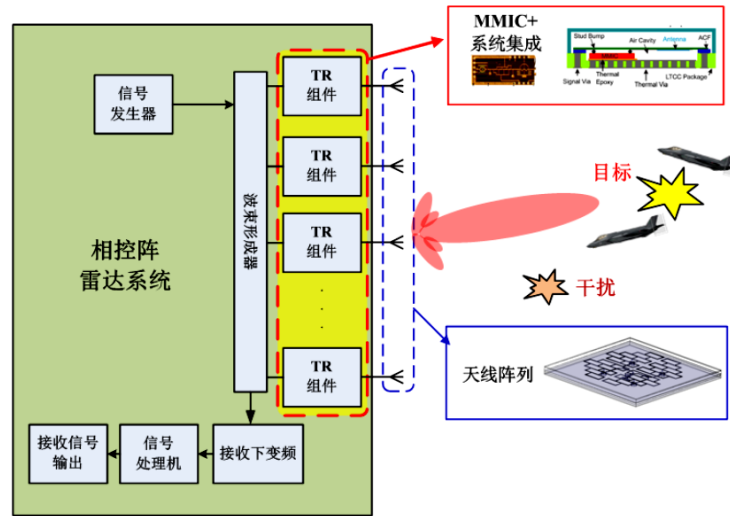 信号
发生器
相控阵
雷达系统
波束形成器
TR
组件
TR
组件
TR
组件
TR
组件
接收信号
输出
信号
处理机
接收下变频
MMIC+
系统集成
Stud Bump
Air Cavity
Antenna
ACF
Signal Via
Thermal
Epoxy
Thermal Via
LTCC Package
目标
干扰
天线阵列